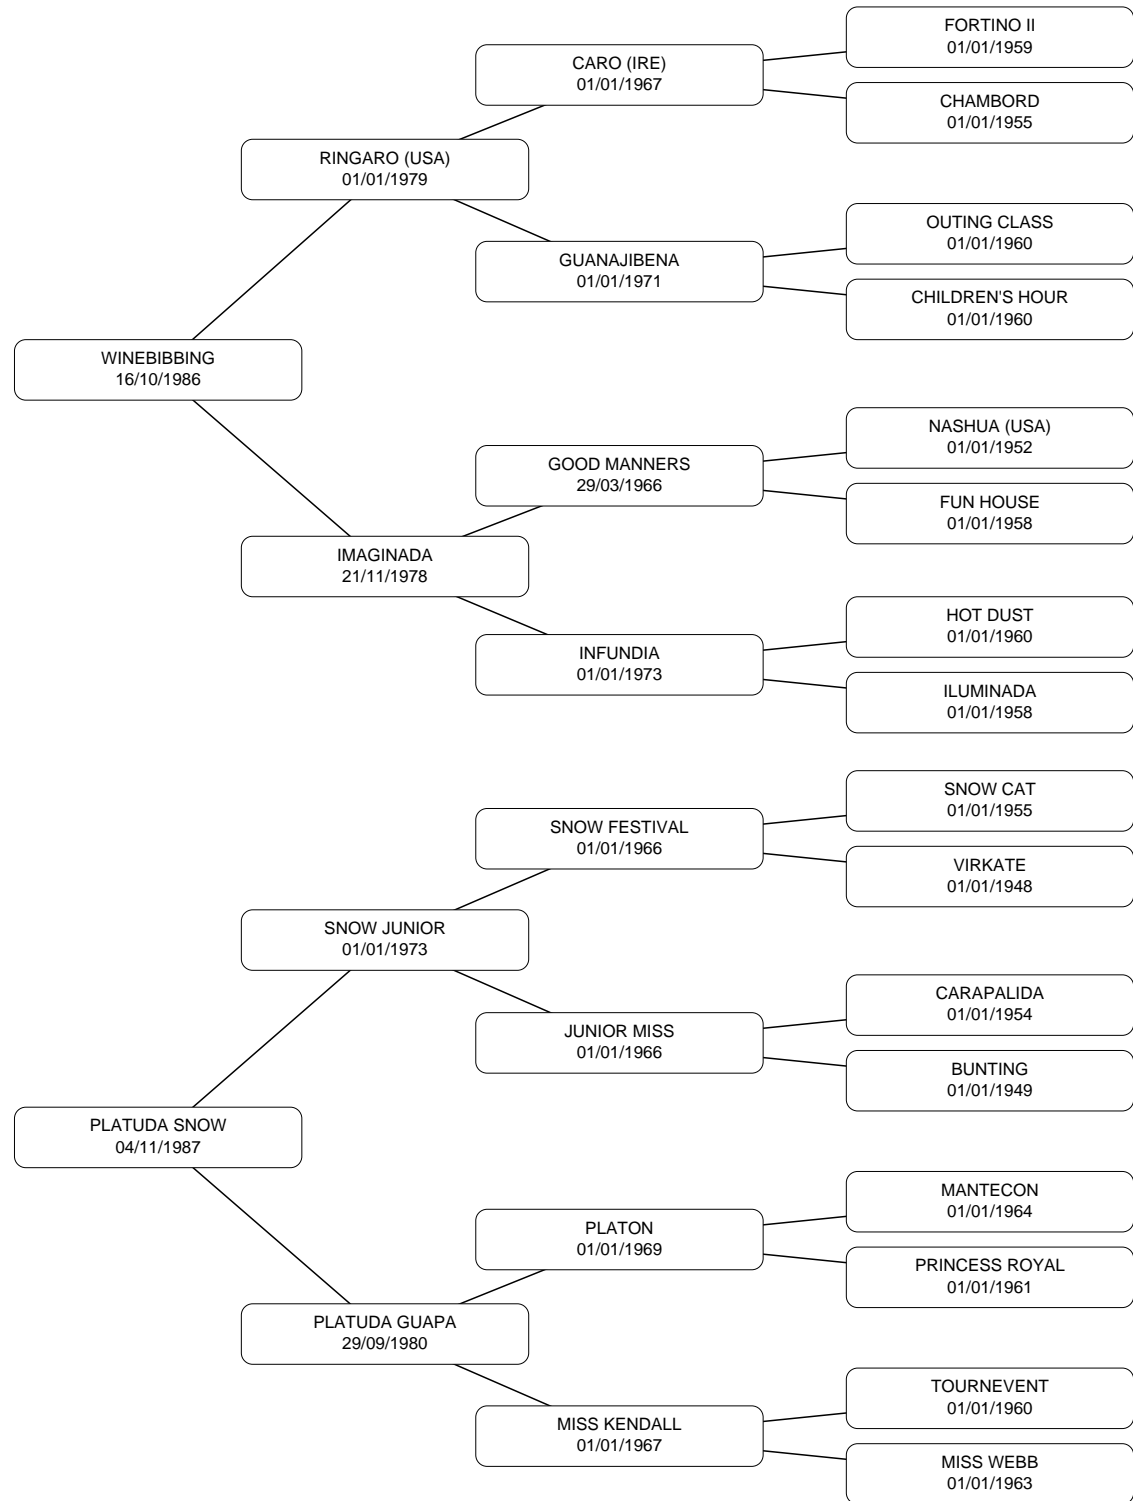 FORTINO II
01/01/1959
CARO (IRE)
01/01/1967
CHAMBORD
01/01/1955
RINGARO (USA)
01/01/1979
OUTING CLASS
01/01/1960
GUANAJIBENA
01/01/1971
CHILDREN'S HOUR
01/01/1960
WINEBIBBING
16/10/1986
NASHUA (USA)
01/01/1952
GOOD MANNERS
29/03/1966
FUN HOUSE
01/01/1958
IMAGINADA
21/11/1978
HOT DUST
01/01/1960
INFUNDIA
01/01/1973
ILUMINADA
01/01/1958
SNOW CAT
01/01/1955
SNOW FESTIVAL
01/01/1966
VIRKATE
01/01/1948
SNOW JUNIOR
01/01/1973
CARAPALIDA
01/01/1954
JUNIOR MISS
01/01/1966
BUNTING
01/01/1949
PLATUDA SNOW
04/11/1987
MANTECON
01/01/1964
PLATON
01/01/1969
PRINCESS ROYAL
01/01/1961
PLATUDA GUAPA
29/09/1980
TOURNEVENT
01/01/1960
MISS KENDALL
01/01/1967
MISS WEBB
01/01/1963